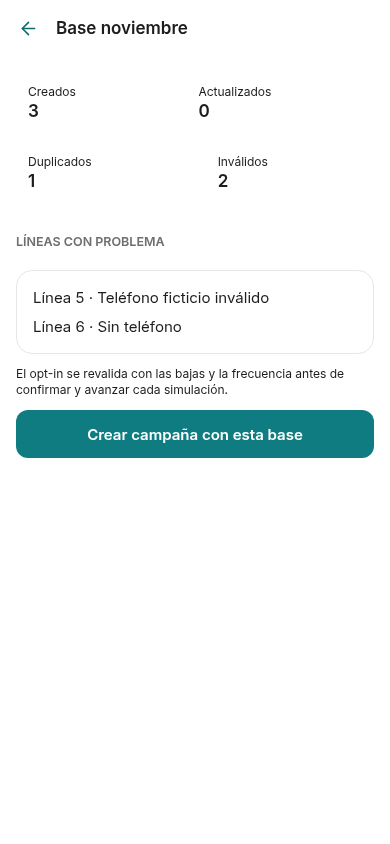 Base noviembre
Creados
3
Actualizados
0
Duplicados
1
Inválidos
2
LÍNEAS CON PROBLEMA
Línea 5 · Teléfono ficticio inválido
Línea 6 · Sin teléfono
El opt-in se revalida con las bajas y la frecuencia antes de
confirmar y avanzar cada simulación.
Crear campaña con esta base